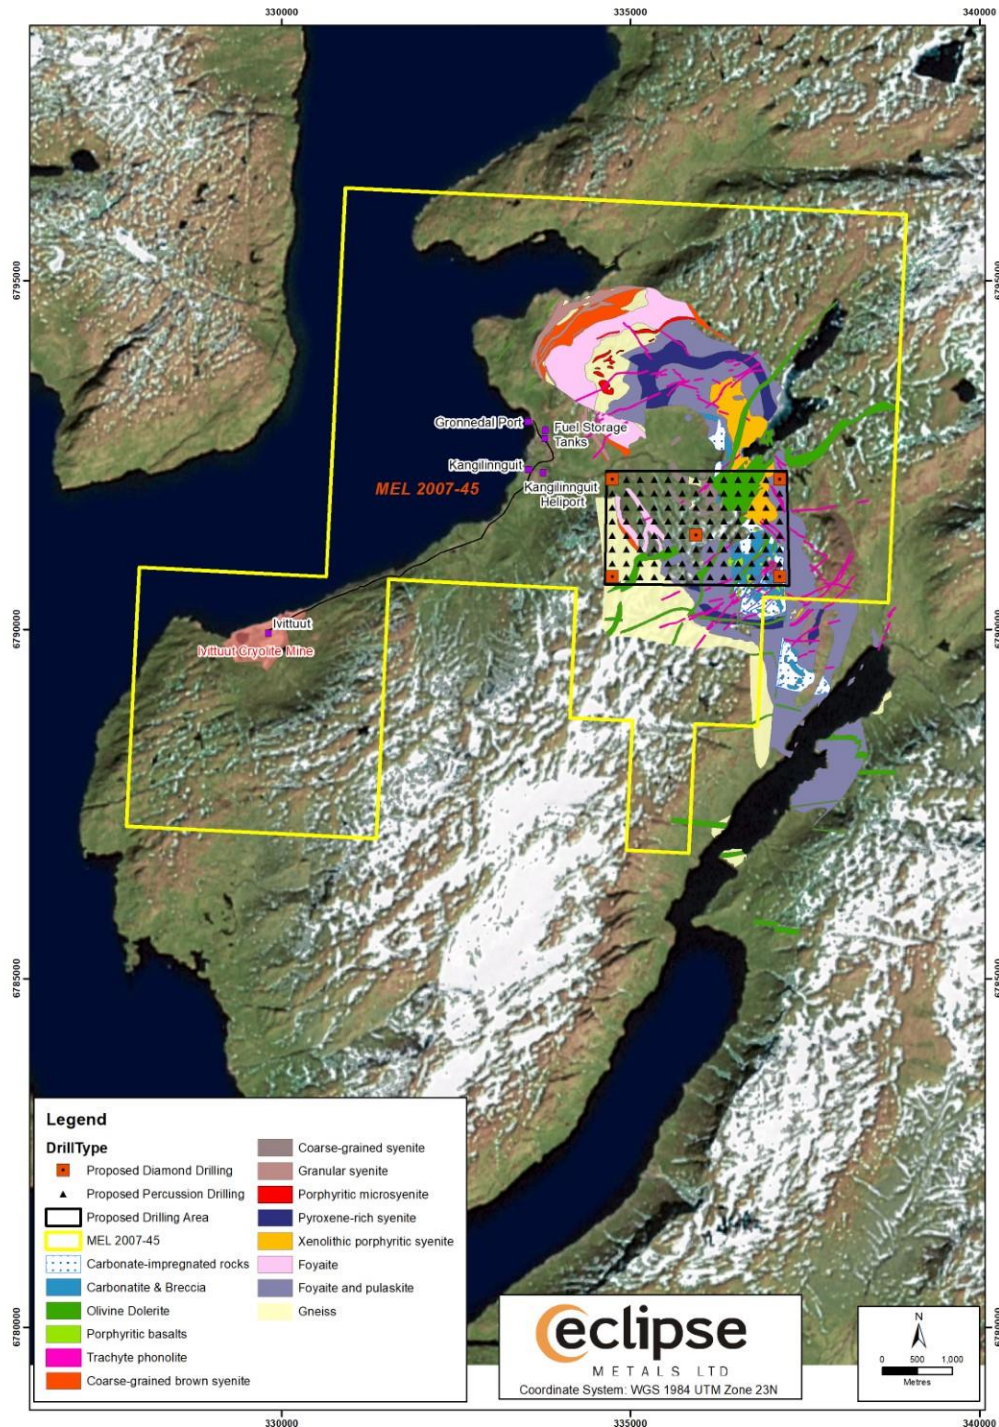 330000
335000
340000
6795000
6795000
Gronnedal Port
Fuel Storage
Tanks
Kangilinnguit
Kangilinnguit
Heliport
MEL 2007-45
Ivittuut
Ivittuut Cryolite Mine
6790000
6790000
6785000
6785000
6780000
6780000
Legend
DrillType
Proposed Diamond Drilling
Proposed Percussion Drilling
Proposed Drilling Area
MEL 2007-45
Carbonate-impregnated rocks
Carbonatite & Breccia
Olivine Dolerite
Porphyritic basalts
Trachyte phonolite
Coarse-grained brown syenite
Coarse-grained syenite
Granular syenite
Porphyritic microsyenite
Pyroxene-rich syenite
Xenolithic porphyritic syenite
Foyaite
Foyaite and pulaskite
Gneiss
eclipse
METALS LTD
Coordinate System: WGS 1984 UTM Zone 23N
N
0 500 1,000
Metres
330000
335000
340000